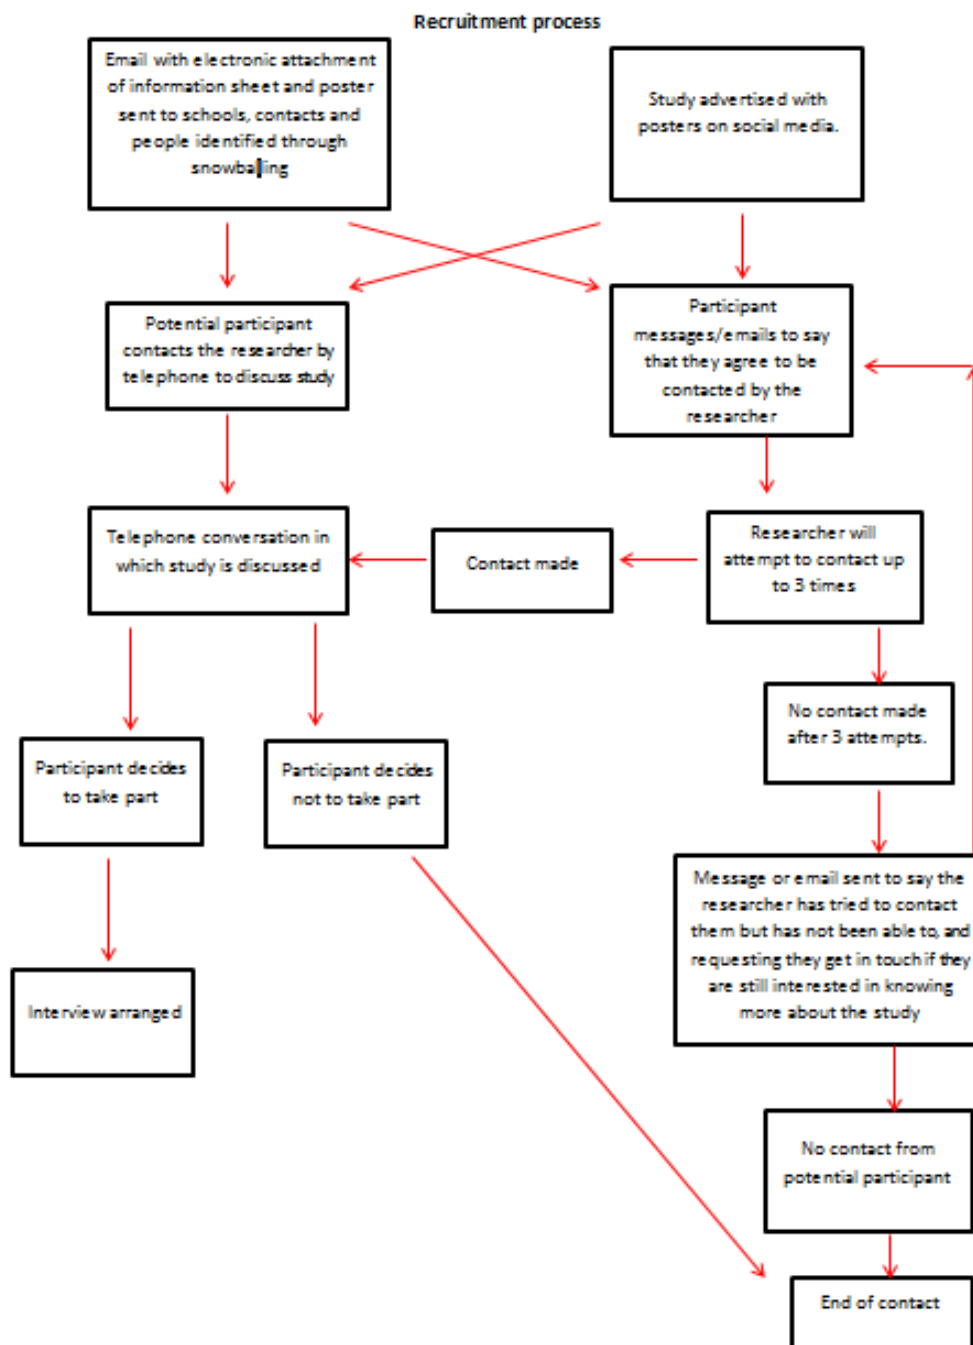 Recruitment process
Email with electronic attachment
of information sheet and poster
sent to schools, contacts and
people identified through
snowballing
Study advertised with
posters on social media.
Potential participant
contacts the researcher by
telephone to discuss study
Participant
messages/emails to say
that they agree to be
contacted by the
researcher
Telephone conversation in
which study is discussed
Contact made
Researcher will
attempt to contact up
to 3 times
No contact made
after 3 attempts.
Participant decides
to take part
Participant decides
not to take part
Message or email sent to say the
researcher has tried to contact
them but has not been able to, and
requesting they get in touch if they
are still interested in knowing
more about the study
Interview arranged
No contact from
potential participant
End of contact